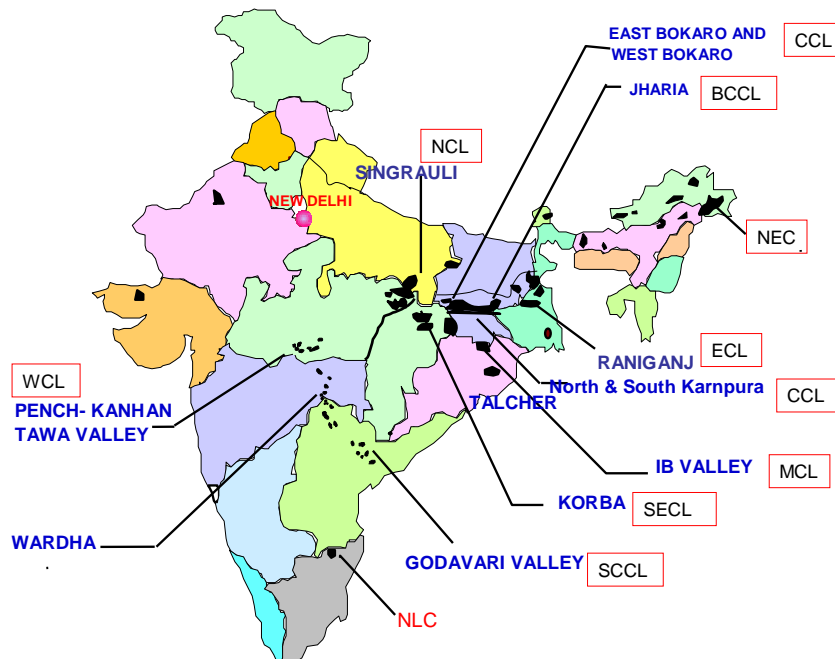 EAST BOKARO AND
WEST BOKARO
CCL
JHARIA
BCCL
NCL
SINGRAULI
NEW DELHI
NEC
.
RANIGANJ
ECL
WCL
North & South Karnpura
CCL
PENCH- KANHAN
TAWA VALLEY
TALCHER
IB VALLEY
MCL
KORBA
SECL
WARDHA
.
GODAVARI VALLEY
SCCL
NLC